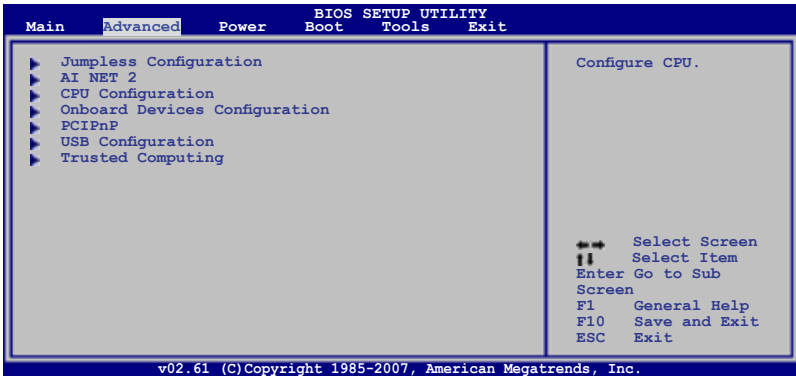 BIOS SETUP UTILITY
Main Advanced Power Boot Tools Exit
Jumpless Configuration
AI NET 2
CPU Configuration
Onboard Devices Configuration
PCIPnP
USB Configuration
Trusted Computing
Configure CPU.
Select Screen
Select Item
Enter Go to Sub
Screen
F1 General Help
F10 Save and Exit
ESC Exit
v02.61 (C)Copyright 1985-2007, American Megatrends, Inc.